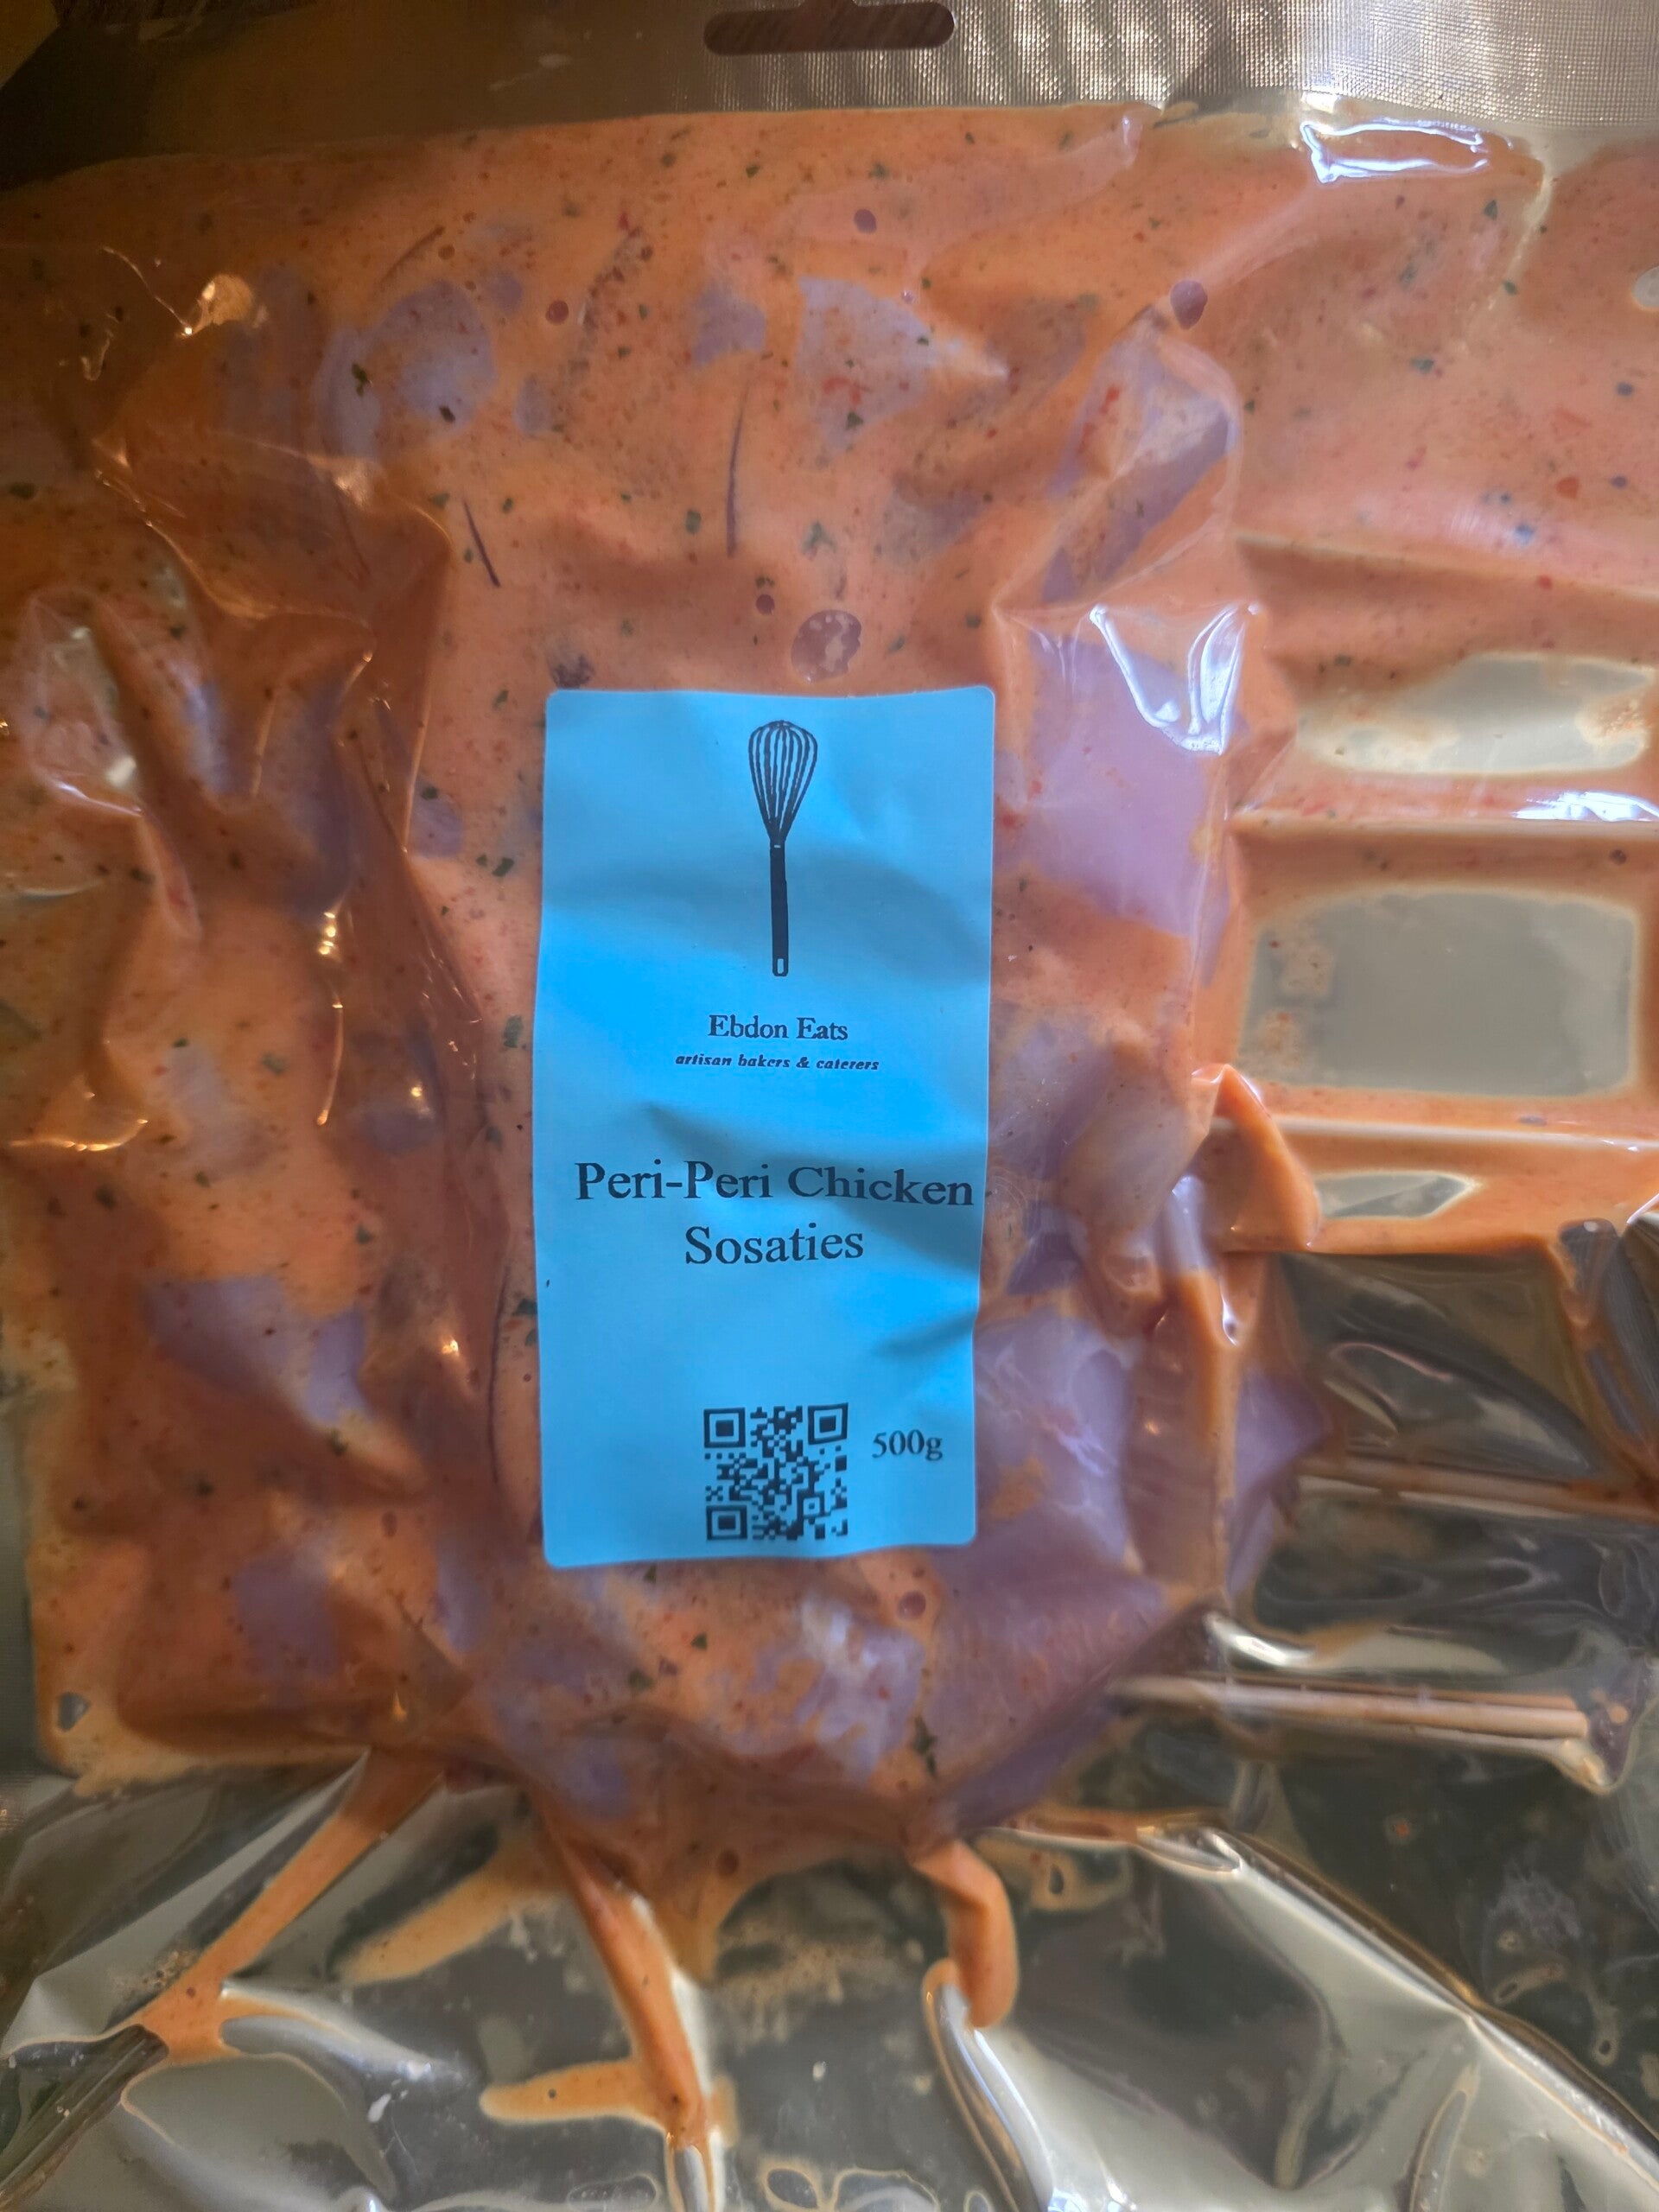 Ebdon Eats
artisan bakers & caterers
Peri-Peri Chicken
Sosaties
500g